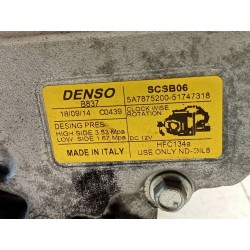 DENSO
SCSB06
B837
5A7875200-51747318
18/09/14 C0439
CLOCK WISE
ROTATION
DESING PRES.
HIGH SIDE 3.53 Mpa
LOW SIDE 1.67 Mpa
DC 12V
HFC134a
MADE IN ITALY
USE ONLY ND-OIL8